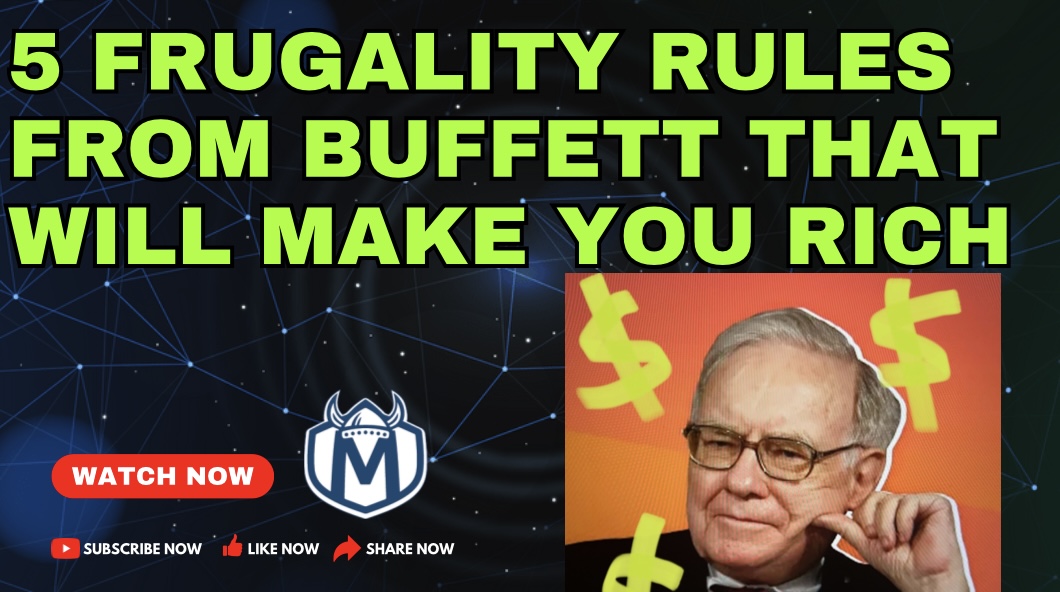 5 FRUGALITY RULES
FROM BUFFETT THAT
WILL MAKE YOU RICH
$ $
M
WATCH NOW
SUBSCRIBE NOW LIKE NOW SHARE NOW
$